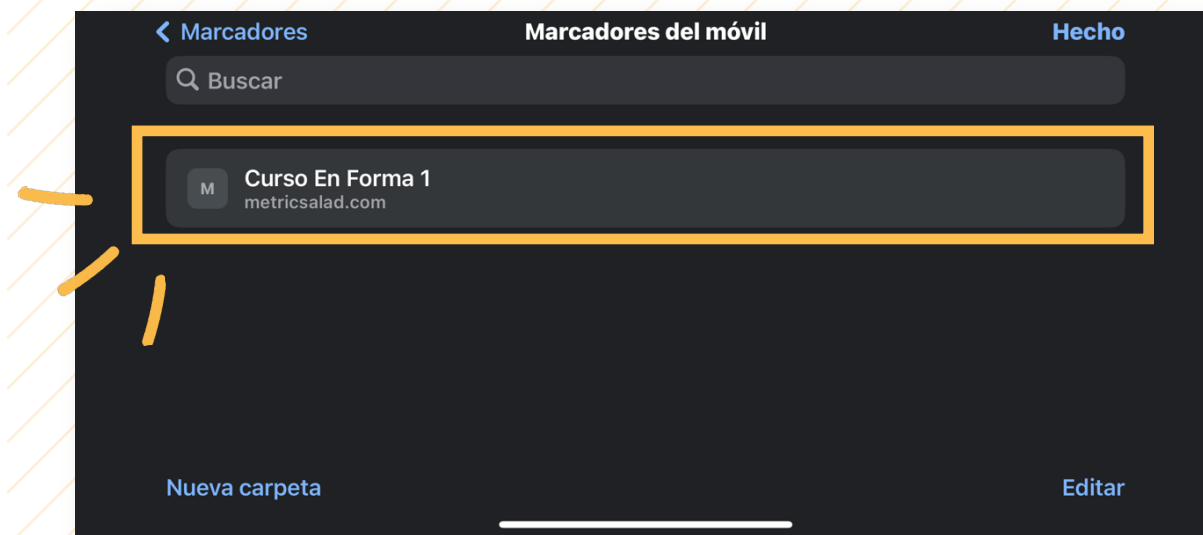 Marcadores
Marcadores del móvil
Hecho
Buscar
M
Curso En Forma 1
metricsalad.com
Nueva carpeta
Editar